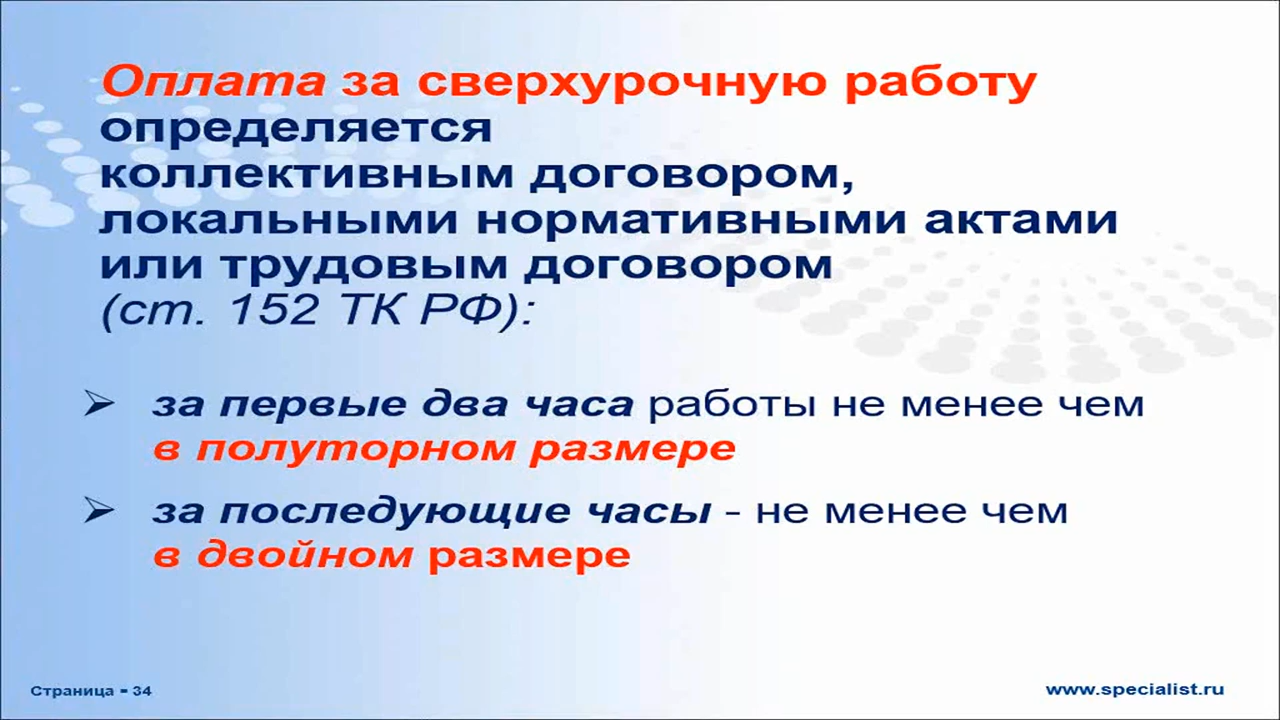 Оплата за сверхурочную работу
определяется
коллективным договором,
локальными нормативными актами
или трудовым договором
(ст. 152 ТК РФ):
➢ за первые два часа работы не менее чем
в полуторном размере
➢ за последующие часы - не менее чем
в двойном размере
Страница ▪ 34
www.specialist.ru